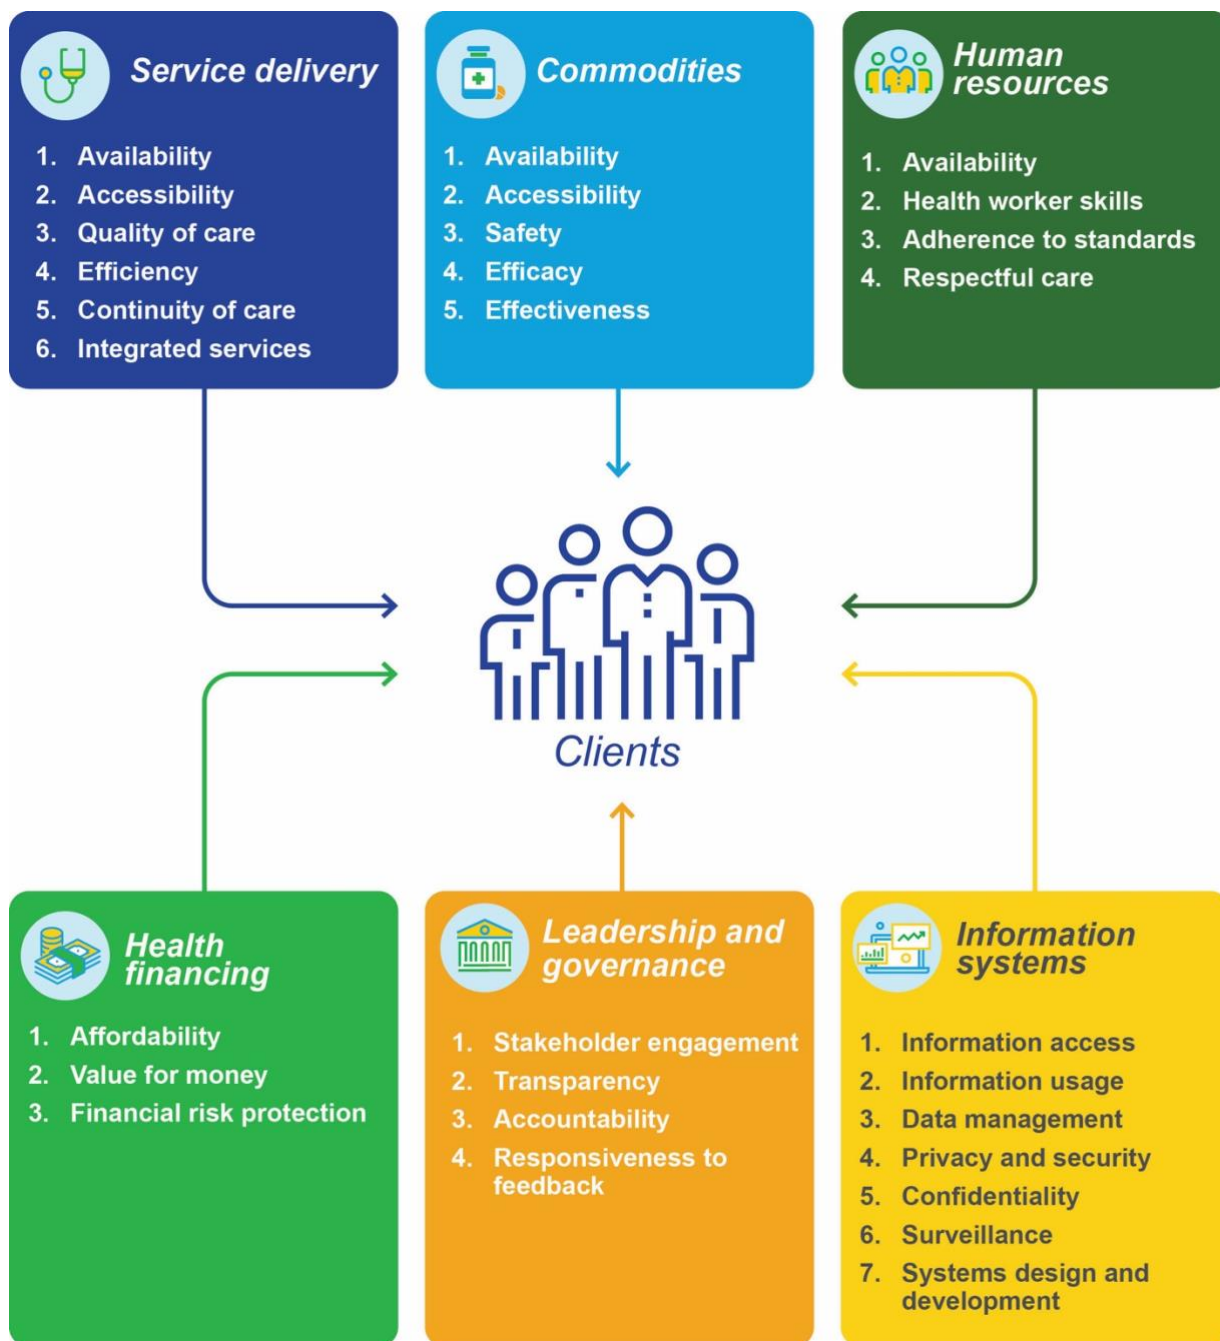 Service delivery
1. Availability
2. Accessibility
3. Quality of care
4. Efficiency
5. Continuity of care
6. Integrated services
Commodities
1. Availability
2. Accessibility
3. Safety
4. Efficacy
5. Effectiveness
Human
resources
1. Availability
2. Health worker skills
3. Adherence to standards
4. Respectful care
Clients
Health
financing
1. Affordability
2. Value for money
3. Financial risk protection
Leadership and
governance
1. Stakeholder engagement
2. Transparency
3. Accountability
4. Responsiveness to
feedback
Information
systems
1. Information access
2. Information usage
3. Data management
4. Privacy and security
5. Confidentiality
6. Surveillance
7. Systems design and
development